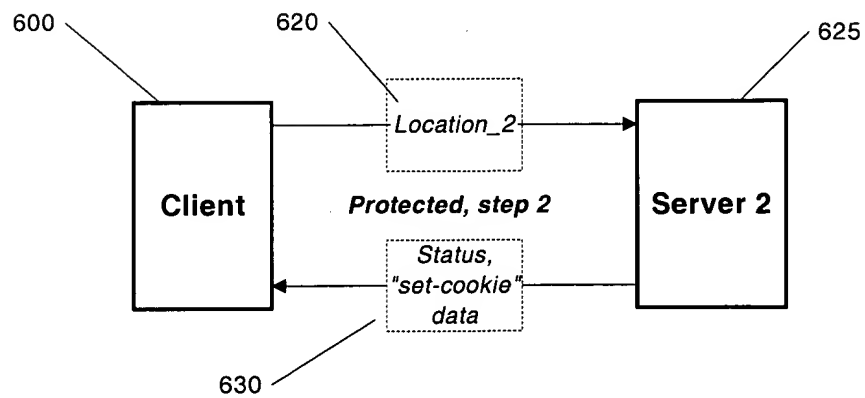 600
620
625
Location_2
Client
Protected, step 2
Server 2
Status,
"set-cookie"
data
630